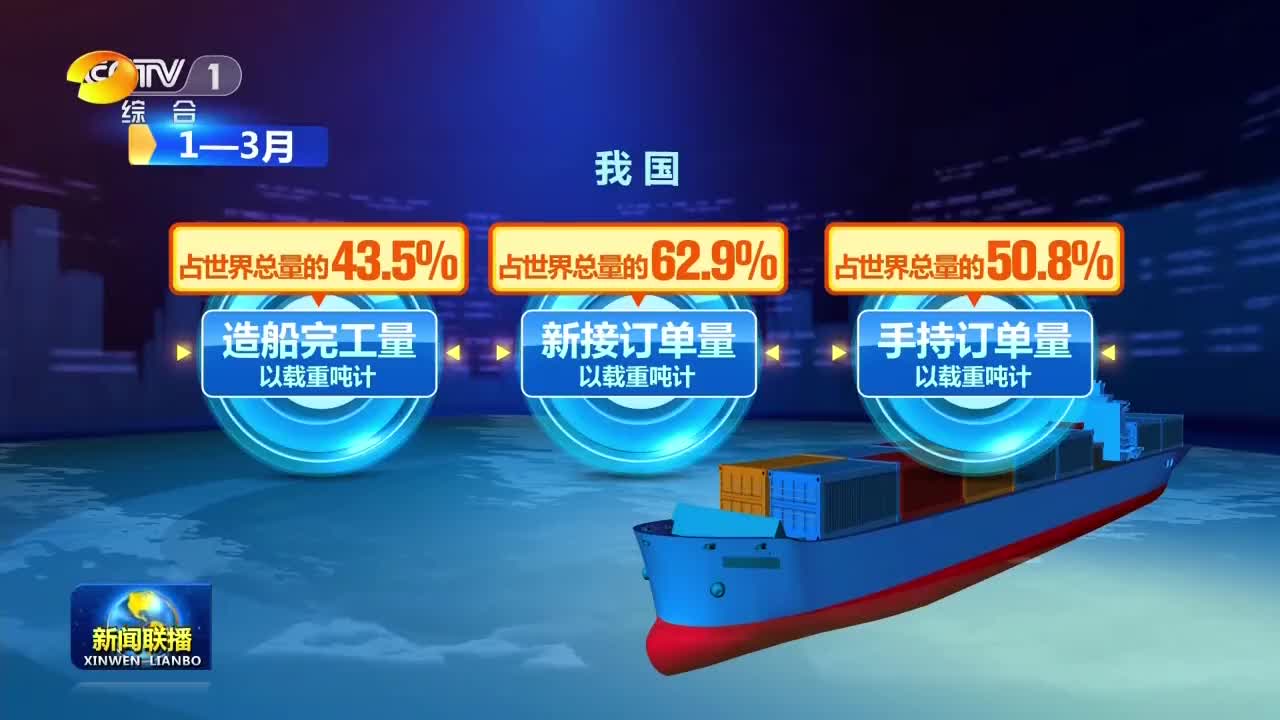 CCTV 1
综合
1—3月
我国
占世界总量的43.5%
造船完工量
以载重吨计
占世界总量的62.9%
新接订单量
以载重吨计
占世界总量的50.8%
手持订单量
以载重吨计
新闻联播
XINWEN LIANBO